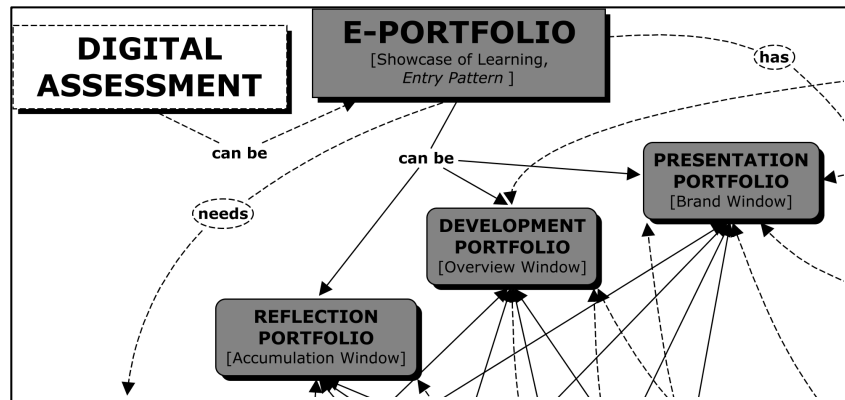 DIGITAL
ASSESSMENT
E-PORTFOLIO
[Showcase of Learning,
Entry Pattern ]
has
can be
can be
needs
PRESENTATION
PORTFOLIO
[Brand Window]
DEVELOPMENT
PORTFOLIO
[Overview Window]
REFLECTION
PORTFOLIO
[Accumulation Window]